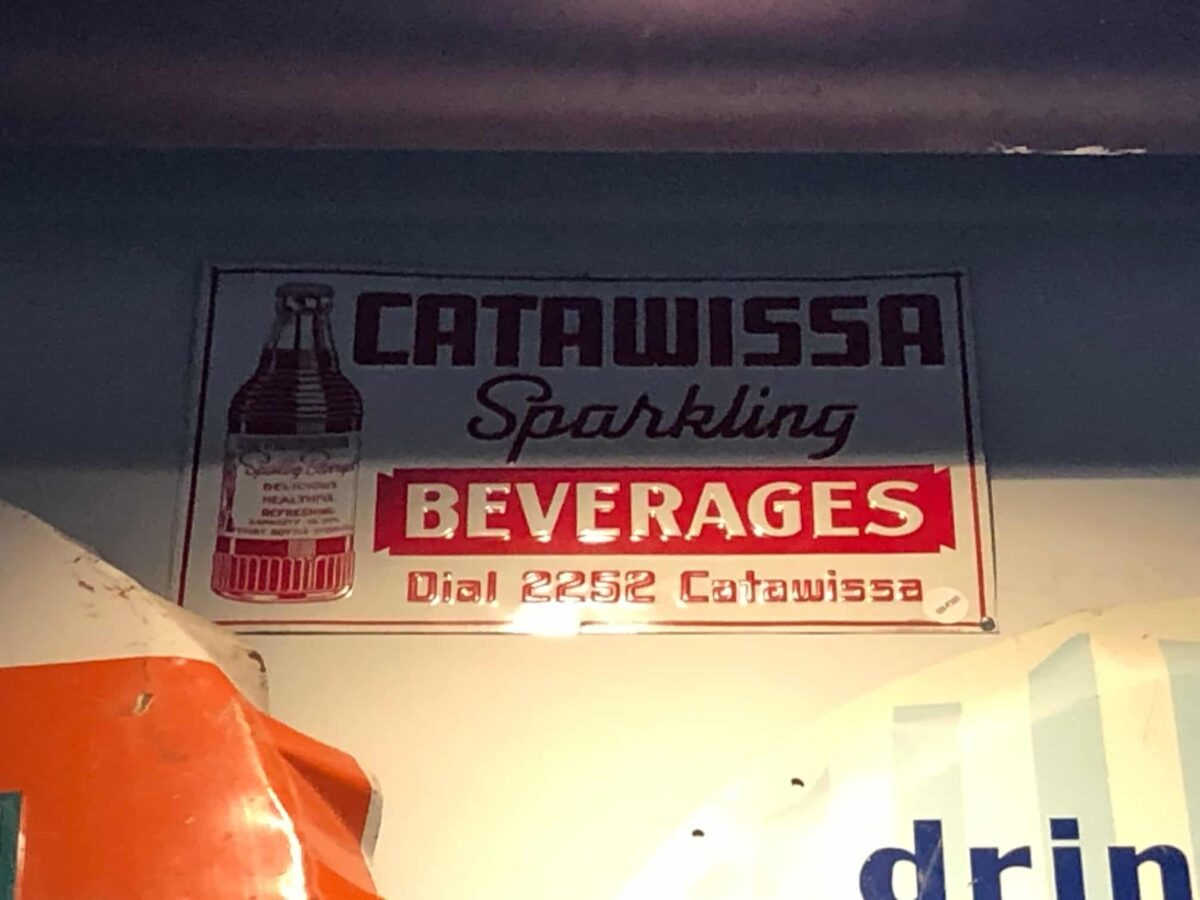 CATAWISSA
Sparkling
BEVERAGES
Dial 2252 Catawissa
DELICIOUS
HEALTHFUL
REFRESHING
drin